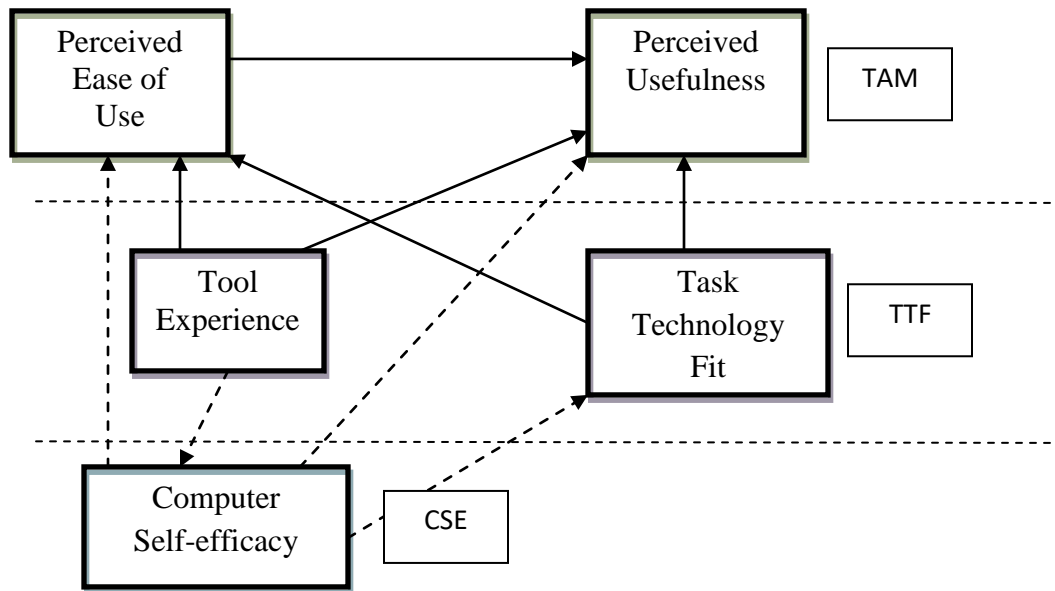 Perceived
Ease of
Use
Perceived
Usefulness
TAM
Tool
Experience
Task
Technology
Fit
TTF
Computer
Self-efficacy
CSE